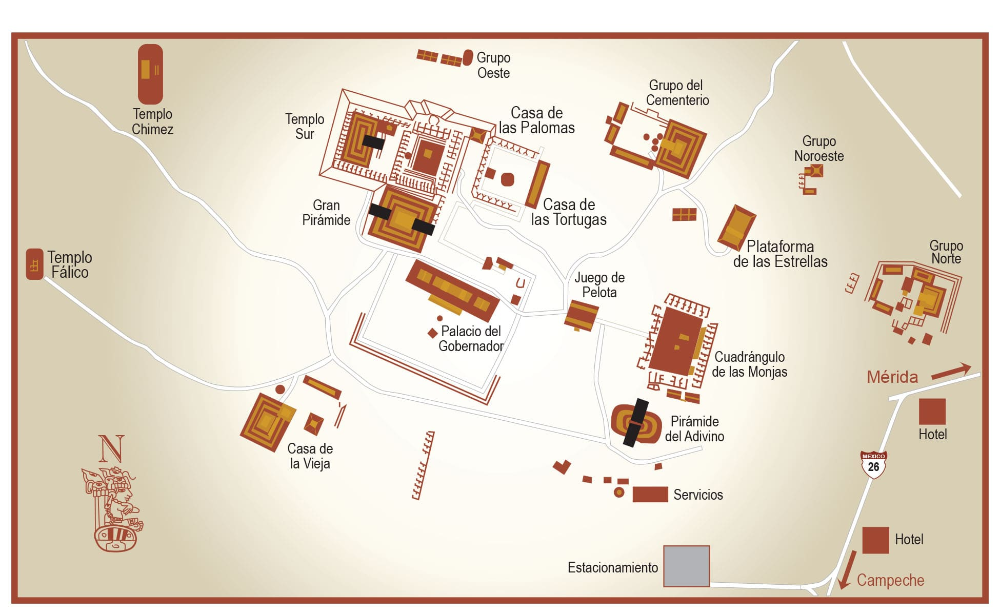 Templo
Chimez
Grupo
Oeste
Templo
Sur
Casa de
las Palomas
Grupo del
Cementerio
Grupo
Noroeste
Gran
Pirámide
Casa de
las Tortugas
Plataforma
de las Estrellas
Templo
Fálico
Grupo
Norte
Juego de
Pelota
Palacio del
Gobernador
Cuadrángulo
de las Monjas
Mérida
Hotel
Pirámide
del Adivino
Casa de
la Vieja
N
MEXICO
26
Servicios
Hotel
Estacionamiento
Campeche